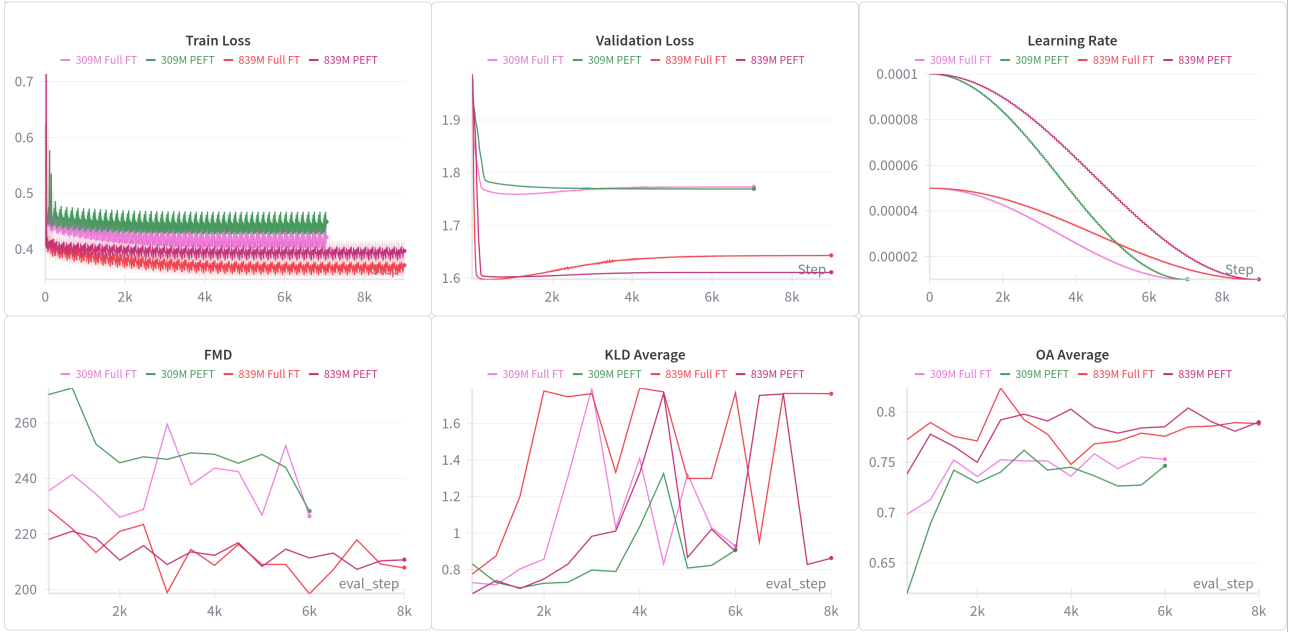 Train Loss
309M Full FT 309M PEFT 839M Full FT 839M PEFT
0.7
0.6
0.5
0.4
0 2k 4k 6k 8k
Validation Loss
309M Full FT 309M PEFT 839M Full FT 839M PEFT
1.9
1.8
1.7
1.6
Step
2k 4k 6k 8k
Learning Rate
309M Full FT 309M PEFT 839M Full FT 839M PEFT
0.0001
0.00008
0.00006
0.00004
0.00002
Step
0 2k 4k 6k 8k
FMD
309M Full FT 309M PEFT 839M Full FT 839M PEFT
260
240
220
200
eval_step
2k 4k 6k 8k
KLD Average
309M Full FT 309M PEFT 839M Full FT 839M PEFT
1.6
1.4
1.2
1
0.8
eval_step
2k 4k 6k 8k
OA Average
309M Full FT 309M PEFT 839M Full FT 839M PEFT
0.8
0.75
0.7
0.65
eval_step
2k 4k 6k 8k